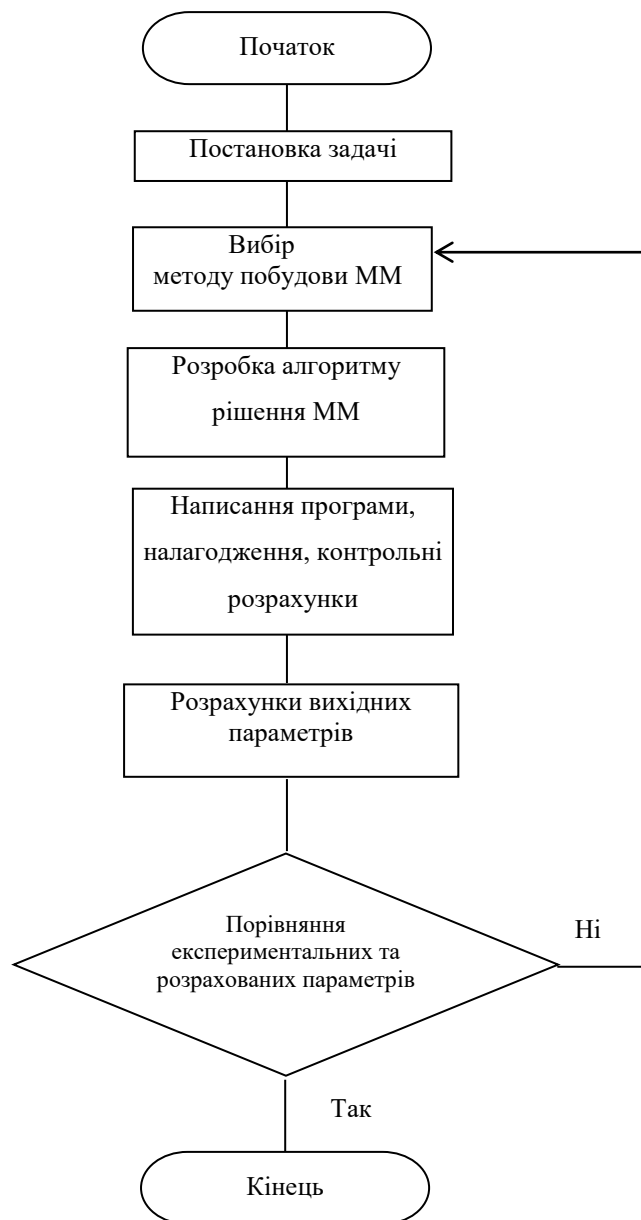 Початок
Постановка задачі
Вибір
методу побудови ММ
Розробка алгоритму
рішення ММ
Написання програми,
налагодження, контрольні
розрахунки
Розрахунки вихідних
параметрів
Порівняння
експериментальних та
розрахованих параметрів
Ні
Так
Кінець